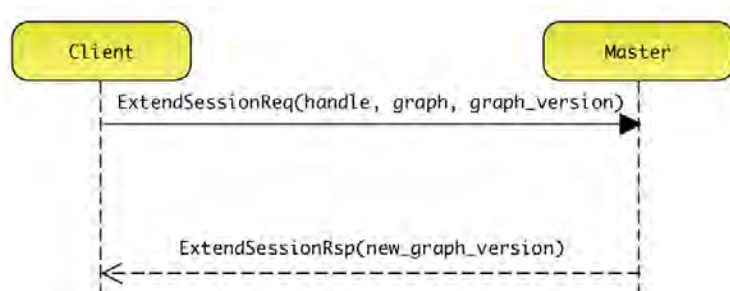 Client
Master
ExtendSessionReq(handle, graph, graph_version)
ExtendSessionRsp(new_graph_version)